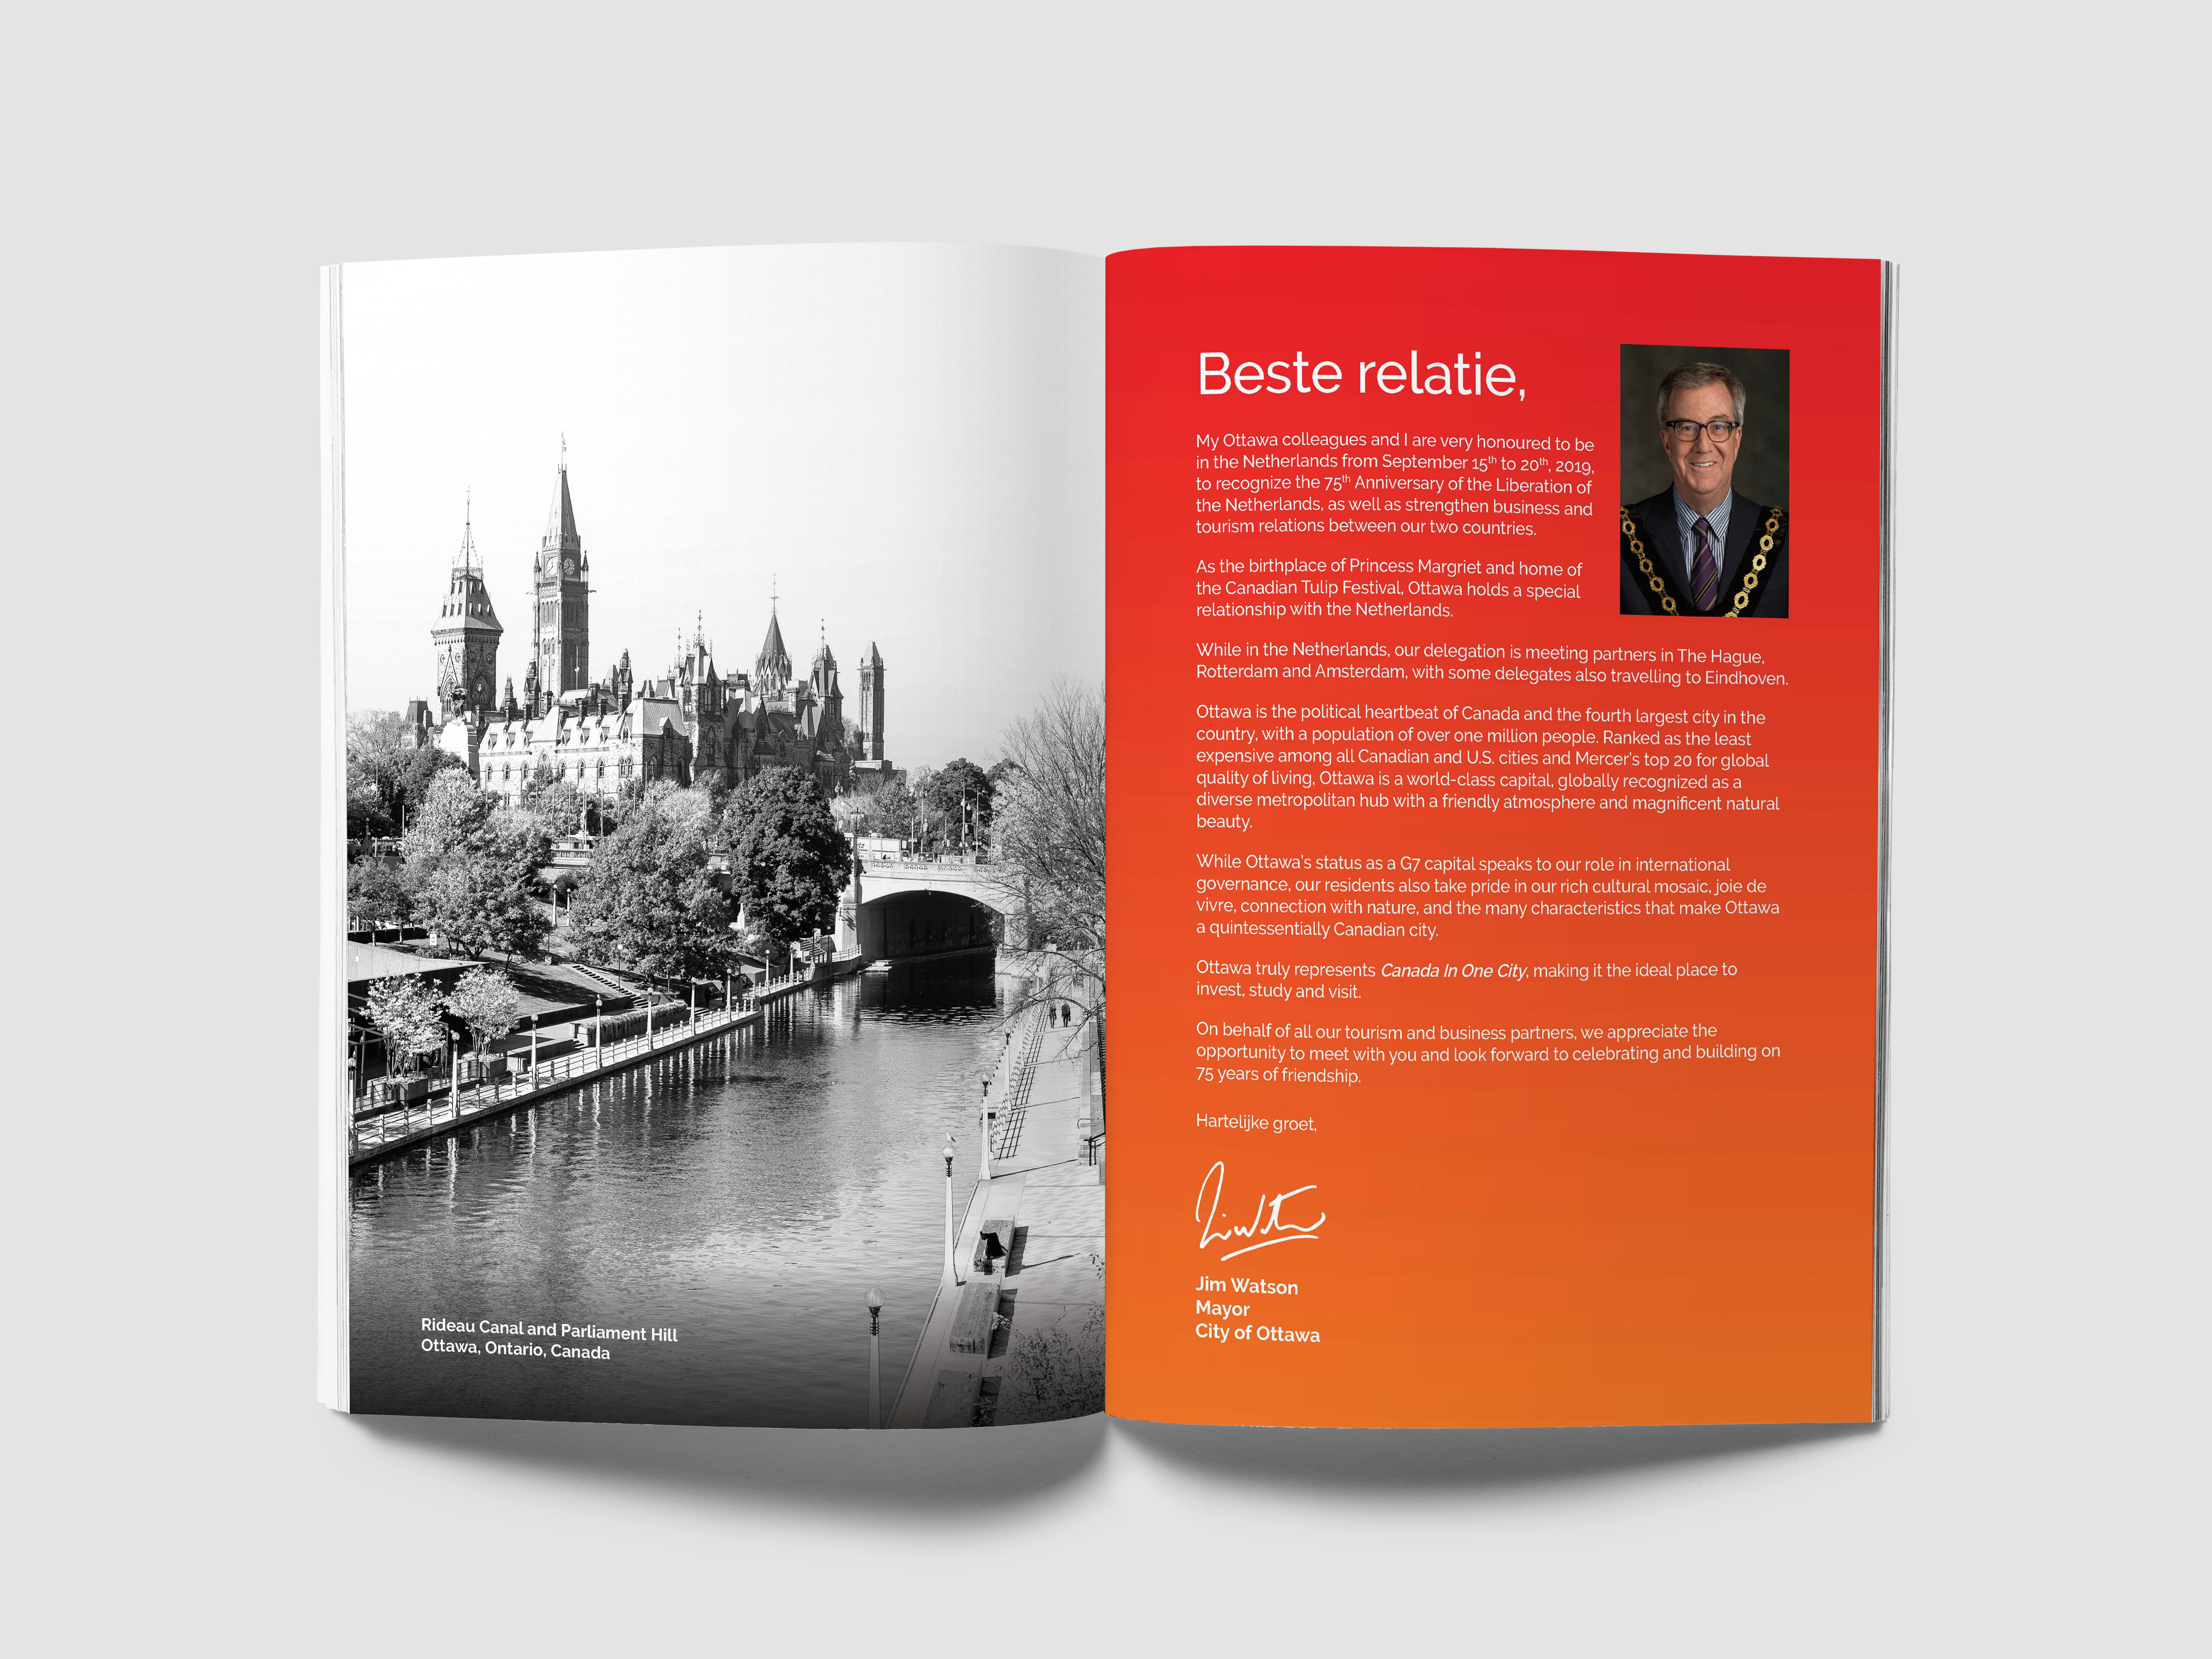 Rideau Canal and Parliament Hill
Ottawa, Ontario, Canada
Beste relatie,
My Ottawa colleagues and I are very honoured to be
in the Netherlands from September 15th to 20th, 2019,
to recognize the 75th Anniversary of the Liberation of
the Netherlands, as well as strengthen business and
tourism relations between our two countries.
As the birthplace of Princess Margriet and home of
the Canadian Tulip Festival, Ottawa holds a special
relationship with the Netherlands.
While in the Netherlands, our delegation is meeting partners in The Hague,
Rotterdam and Amsterdam, with some delegates also travelling to Eindhoven.
Ottawa is the political heartbeat of Canada and the fourth largest city in the
country, with a population of over one million people. Ranked as the least
expensive among all Canadian and U.S. cities and Mercer's top 20 for global
quality of living, Ottawa is a world-class capital, globally recognized as a
diverse metropolitan hub with a friendly atmosphere and magnificent natural
beauty.
While Ottawa's status as a G7 capital speaks to our role in international
governance, our residents also take pride in our rich cultural mosaic, joie de
vivre, connection with nature, and the many characteristics that make Ottawa
a quintessentially Canadian city.
Ottawa truly represents Canada In One City, making it the ideal place to
invest, study and visit.
On behalf of all our tourism and business partners, we appreciate the
opportunity to meet with you and look forward to celebrating and building on
75 years of friendship.
Hartelijke groet,
Jim Watson
Jim Watson
Mayor
City of Ottawa